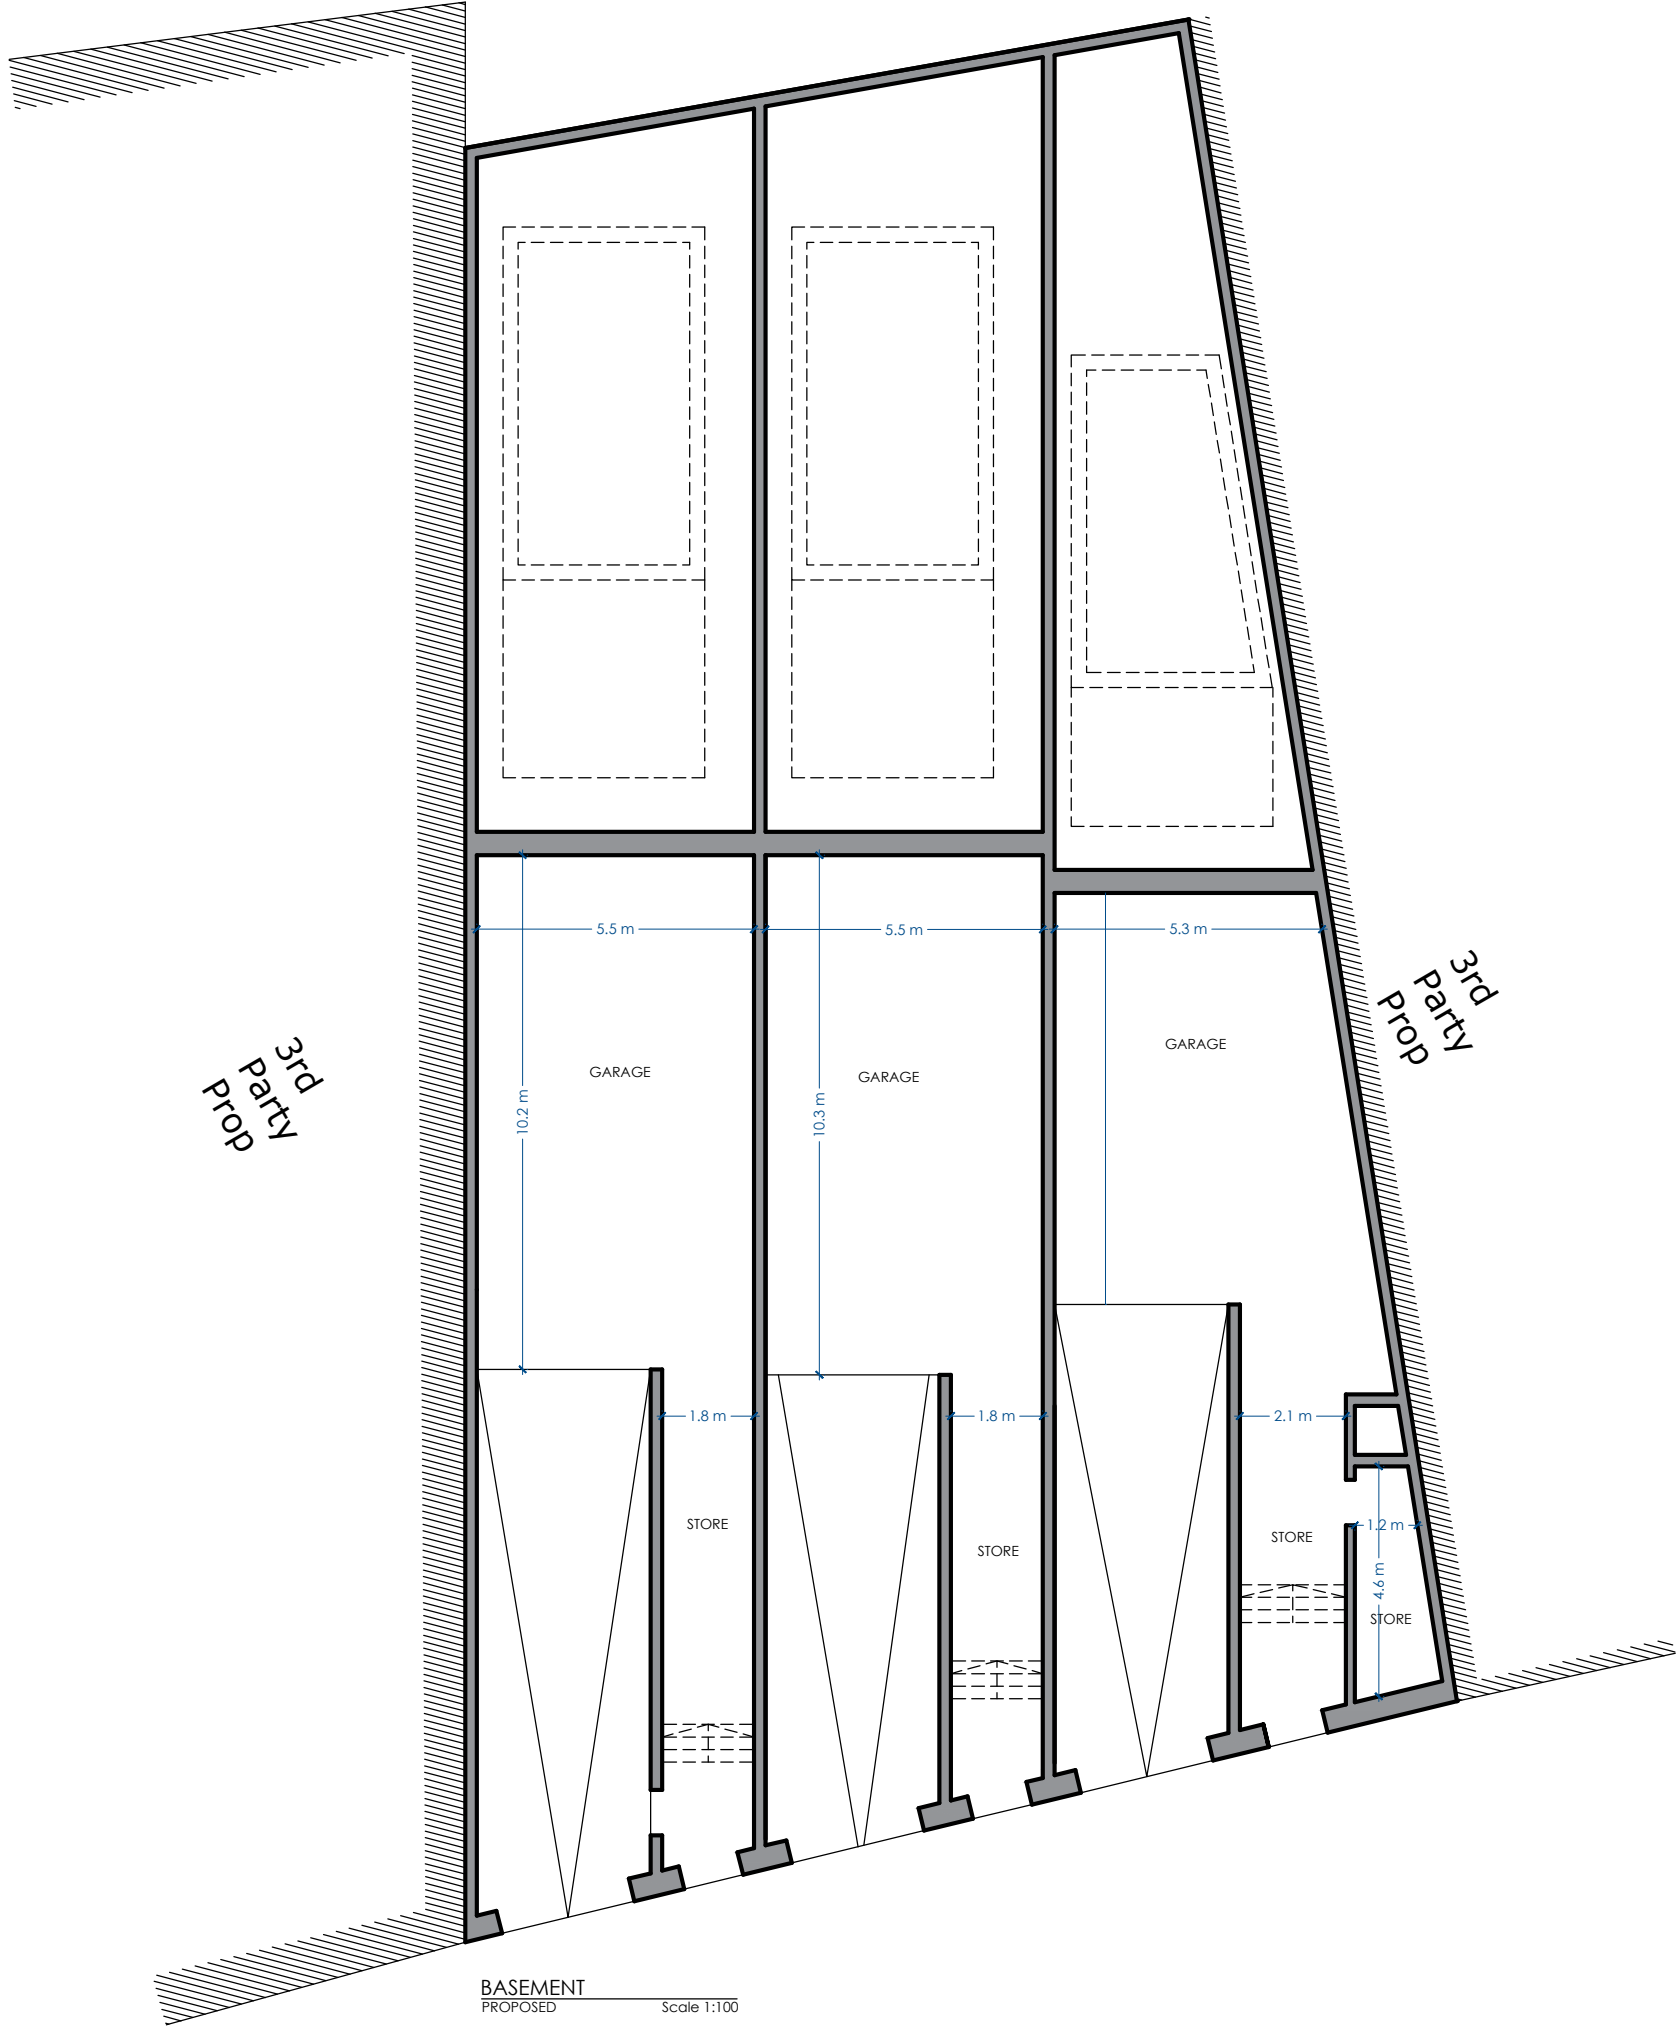 5.5 m
5.5 m
5.3 m
3rd
Party
Prop
3rd
Party
Prop
GARAGE
GARAGE
GARAGE
10.2 m
10.3 m
1.8 m
1.8 m
2.1 m
STORE
STORE
STORE
1.2 m
4.6 m
STORE
BASEMENT
PROPOSED Scale 1:100